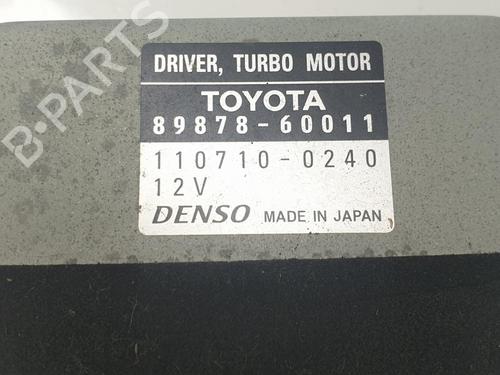 DRIVER, TURBO MOTOR
TOYOTA
89878-60011
110710-0240
12V
DENSO MADE IN JAPAN
B-PARTS